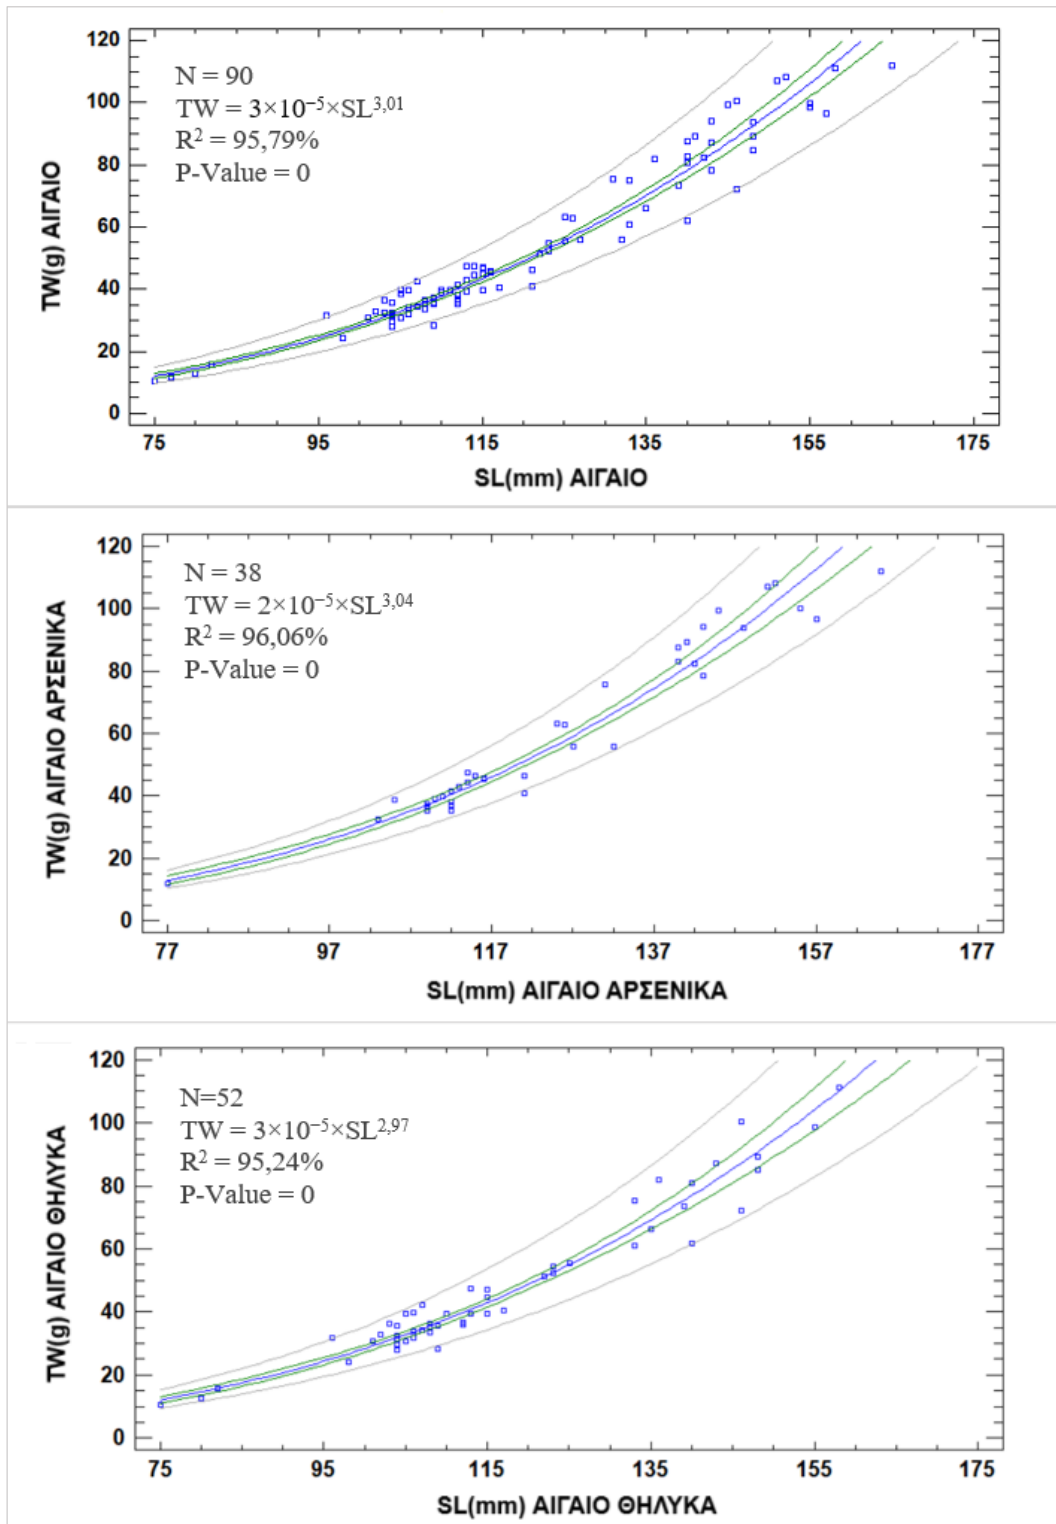 120
100
80
60
40
20
0
TW(g) ΑΙΓΑΙΟ
N = 90
TW = 3×10⁻⁵×SL³,⁰¹
R² = 95,79%
P-Value = 0
75 95 115 135 155 175
SL(mm) ΑΙΓΑΙΟ
120
100
80
60
40
20
0
TW(g) ΑΙΓΑΙΟ ΑΡΣΕΝΙΚΑ
N = 38
TW = 2×10⁻⁵×SL³,⁰⁴
R² = 96,06%
P-Value = 0
77 97 117 137 157 177
SL(mm) ΑΙΓΑΙΟ ΑΡΣΕΝΙΚΑ
120
100
80
60
40
20
0
TW(g) ΑΙΓΑΙΟ ΘΗΛΥΚΑ
N=52
TW = 3×10⁻⁵×SL²,⁹⁷
R² = 95,24%
P-Value = 0
75 95 115 135 155 175
SL(mm) ΑΙΓΑΙΟ ΘΗΛΥΚΑ